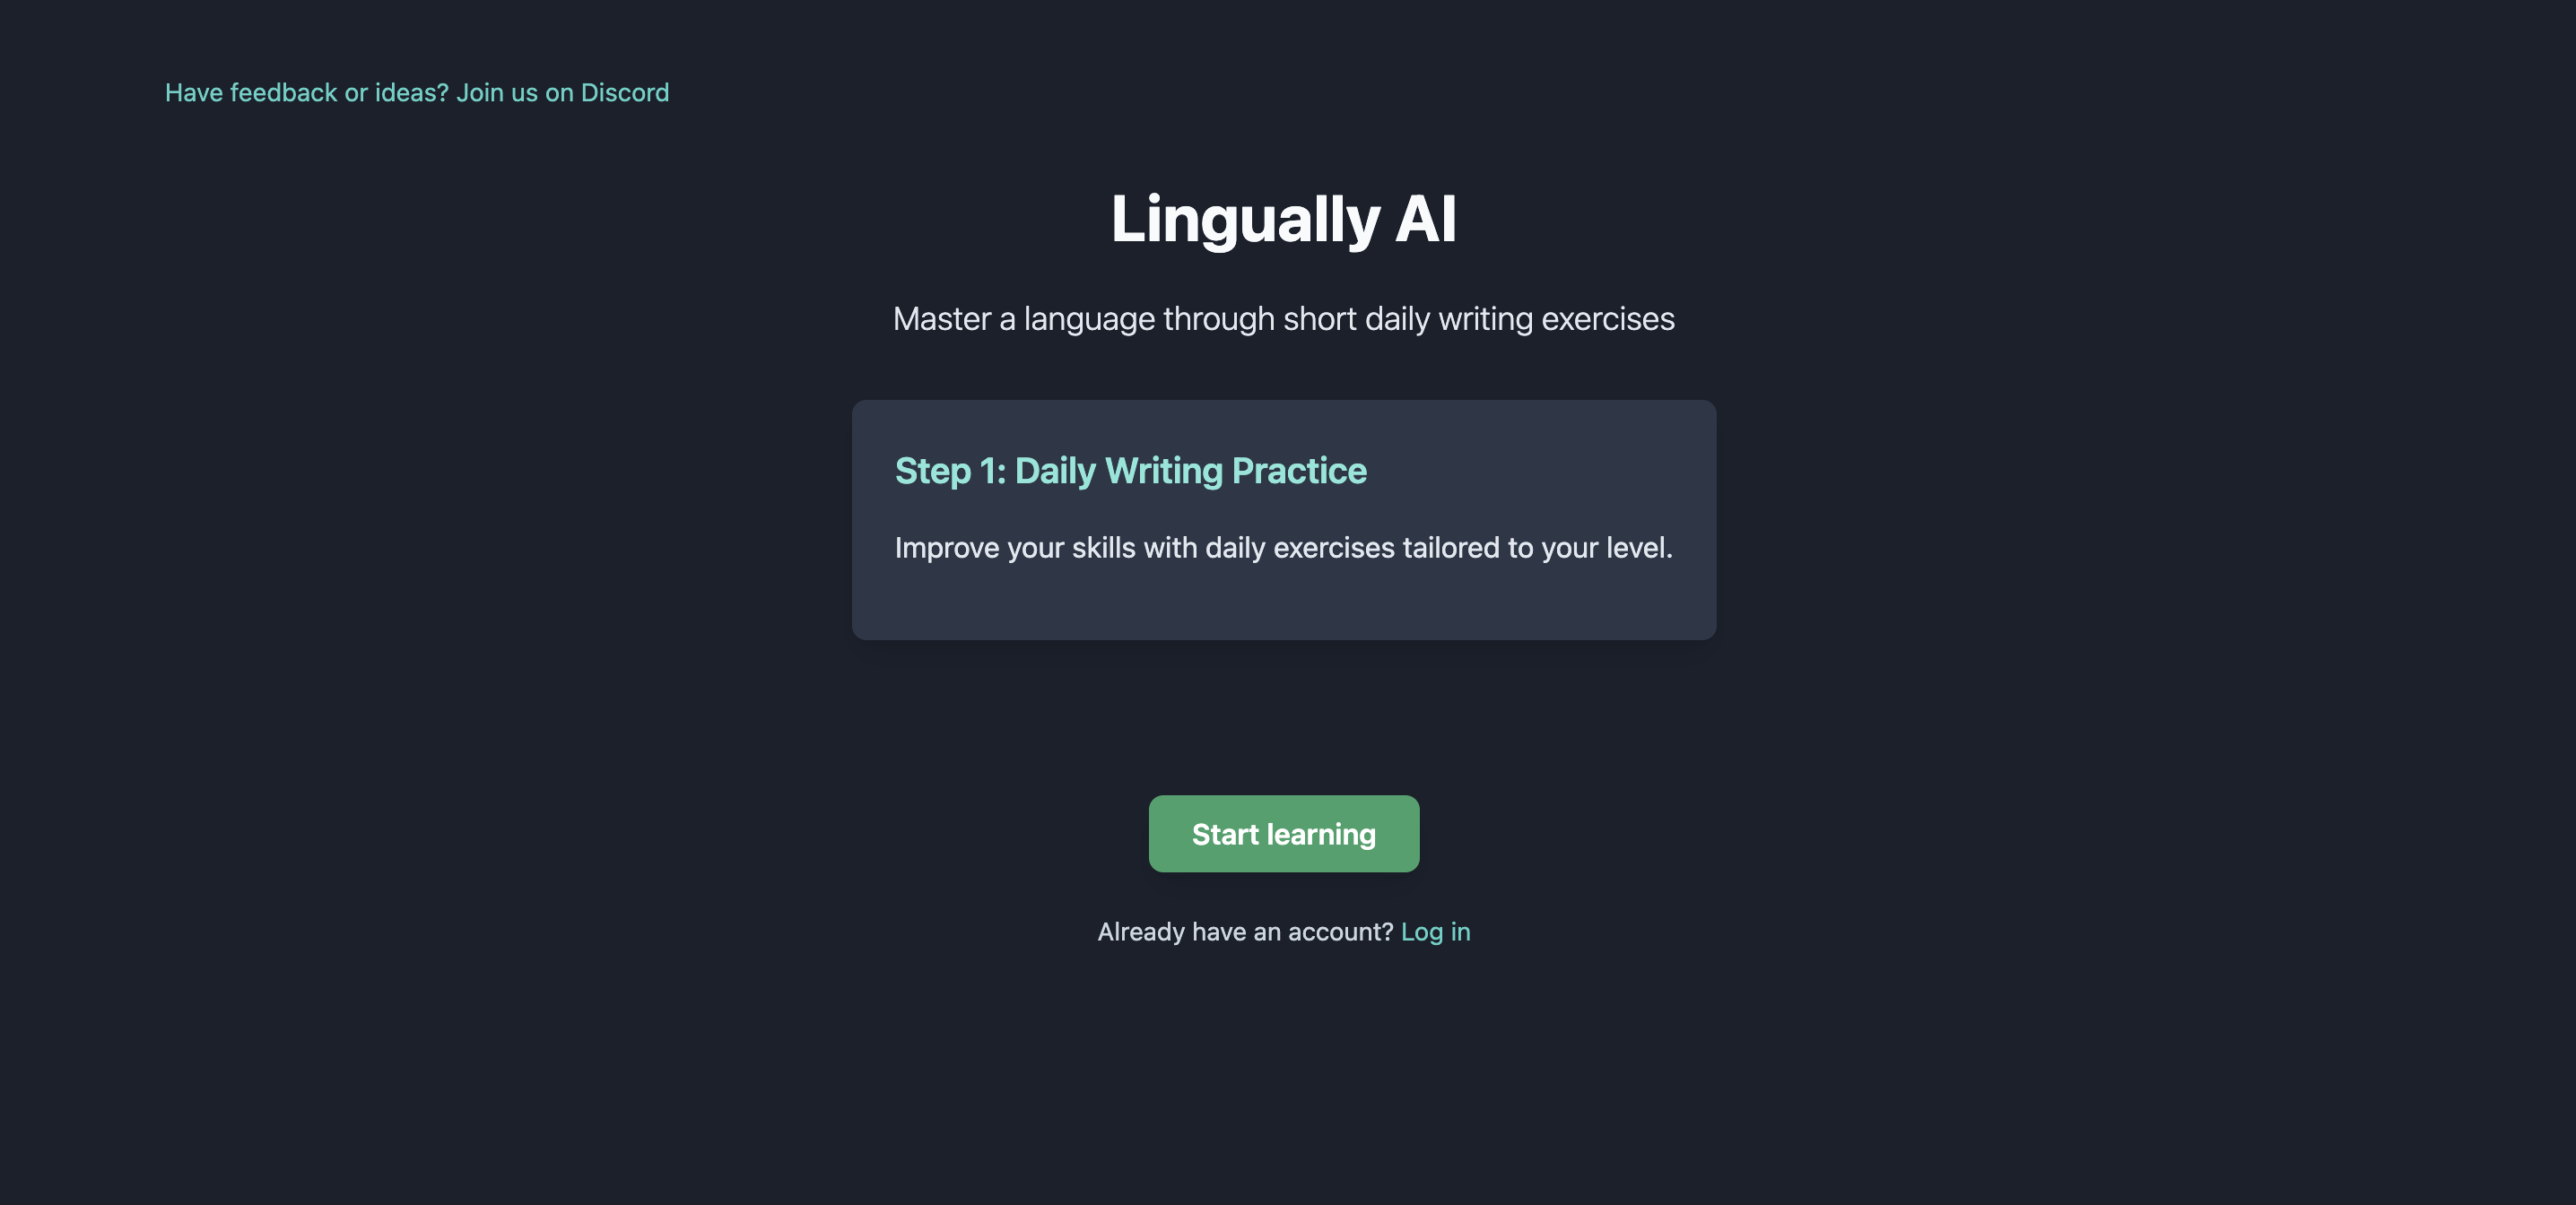 Have feedback or ideas? Join us on Discord
Lingually AI
Master a language through short daily writing exercises
Step 1: Daily Writing Practice
Improve your skills with daily exercises tailored to your level.
Start learning
Already have an account? Log in